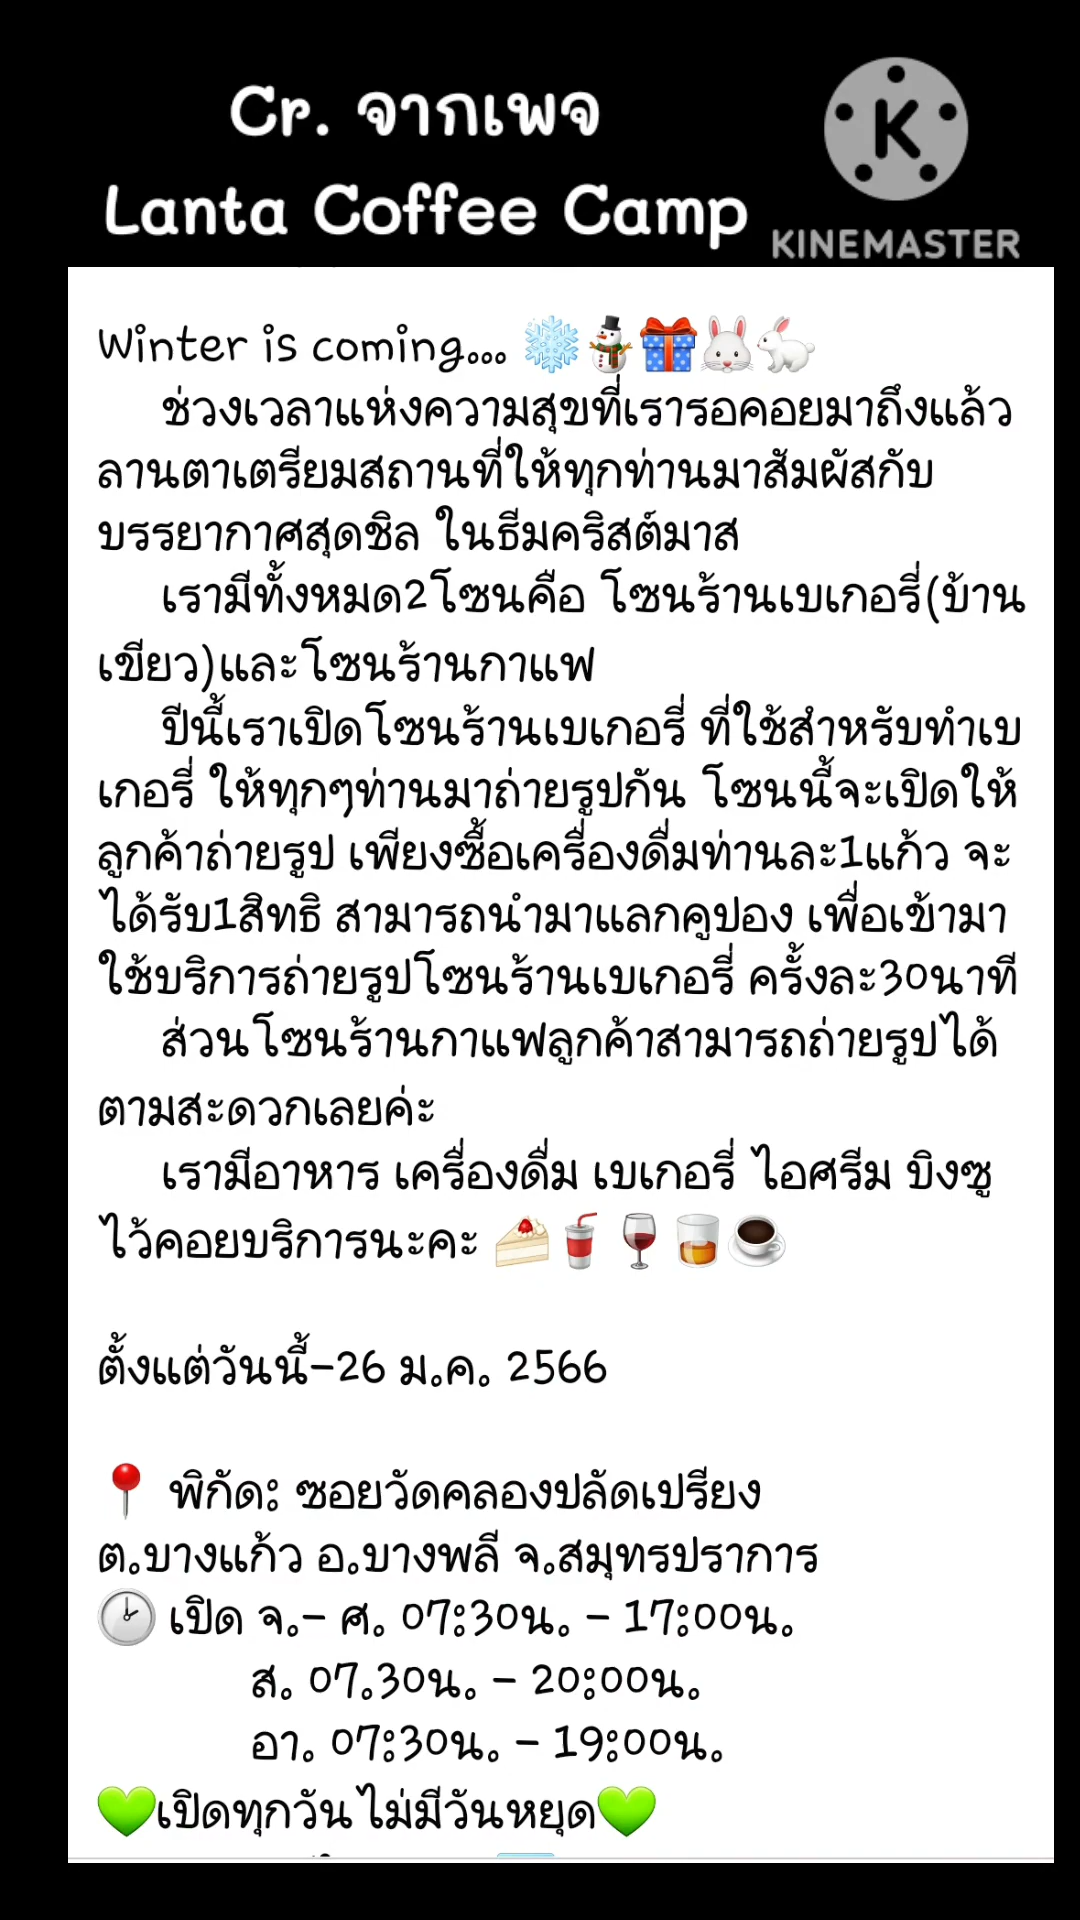 Cr. จากเพจ
Lanta Coffee Camp
KINEMASTER
Winter is coming... ❄️⛄🎁🐰🐇
ช่วงเวลาแห่งความสุขที่เรารอคอยมาถึงแล้ว
ลานตาเตรียมสถานที่ให้ทุกท่านมาสัมผัสกับ
บรรยากาศสุดชิล ในธีมคริสต์มาส
เรามีทั้งหมด2โซนคือ โซนร้านเบเกอรี่(บ้าน
เขียว)และโซนร้านกาแฟ
ปีนี้เราเปิดโซนร้านเบเกอรี่ ที่ใช้สำหรับทำเบ
เกอรี่ ให้ทุกๆท่านมาถ่ายรูปกัน โซนนี้จะเปิดให้
ลูกค้าถ่ายรูป เพียงซื้อเครื่องดื่มท่านละ1แก้ว จะ
ได้รับ1สิทธิ สามารถนำมาแลกคูปอง เพื่อเข้ามา
ใช้บริการถ่ายรูปโซนร้านเบเกอรี่ ครั้งละ30นาที
ส่วนโซนร้านกาแฟลูกค้าสามารถถ่ายรูปได้
ตามสะดวกเลยค่ะ
เรามีอาหาร เครื่องดื่ม เบเกอรี่ ไอศรีม บิงซู
ไว้คอยบริการนะคะ 🍰🥤🍷🥃☕
ตั้งแต่วันนี้-26 ม.ค. 2566
📍 พิกัด: ซอยวัดคลองปลัดเปรียง
ต.บางแก้ว อ.บางพลี จ.สมุทรปราการ
🕑 เปิด จ.- ศ. 07:30น. - 17:00น.
ส. 07.30น. - 20:00น.
อา. 07:30น. - 19:00น.
💚เปิดทุกวัน ไม่มีวันหยุด💚